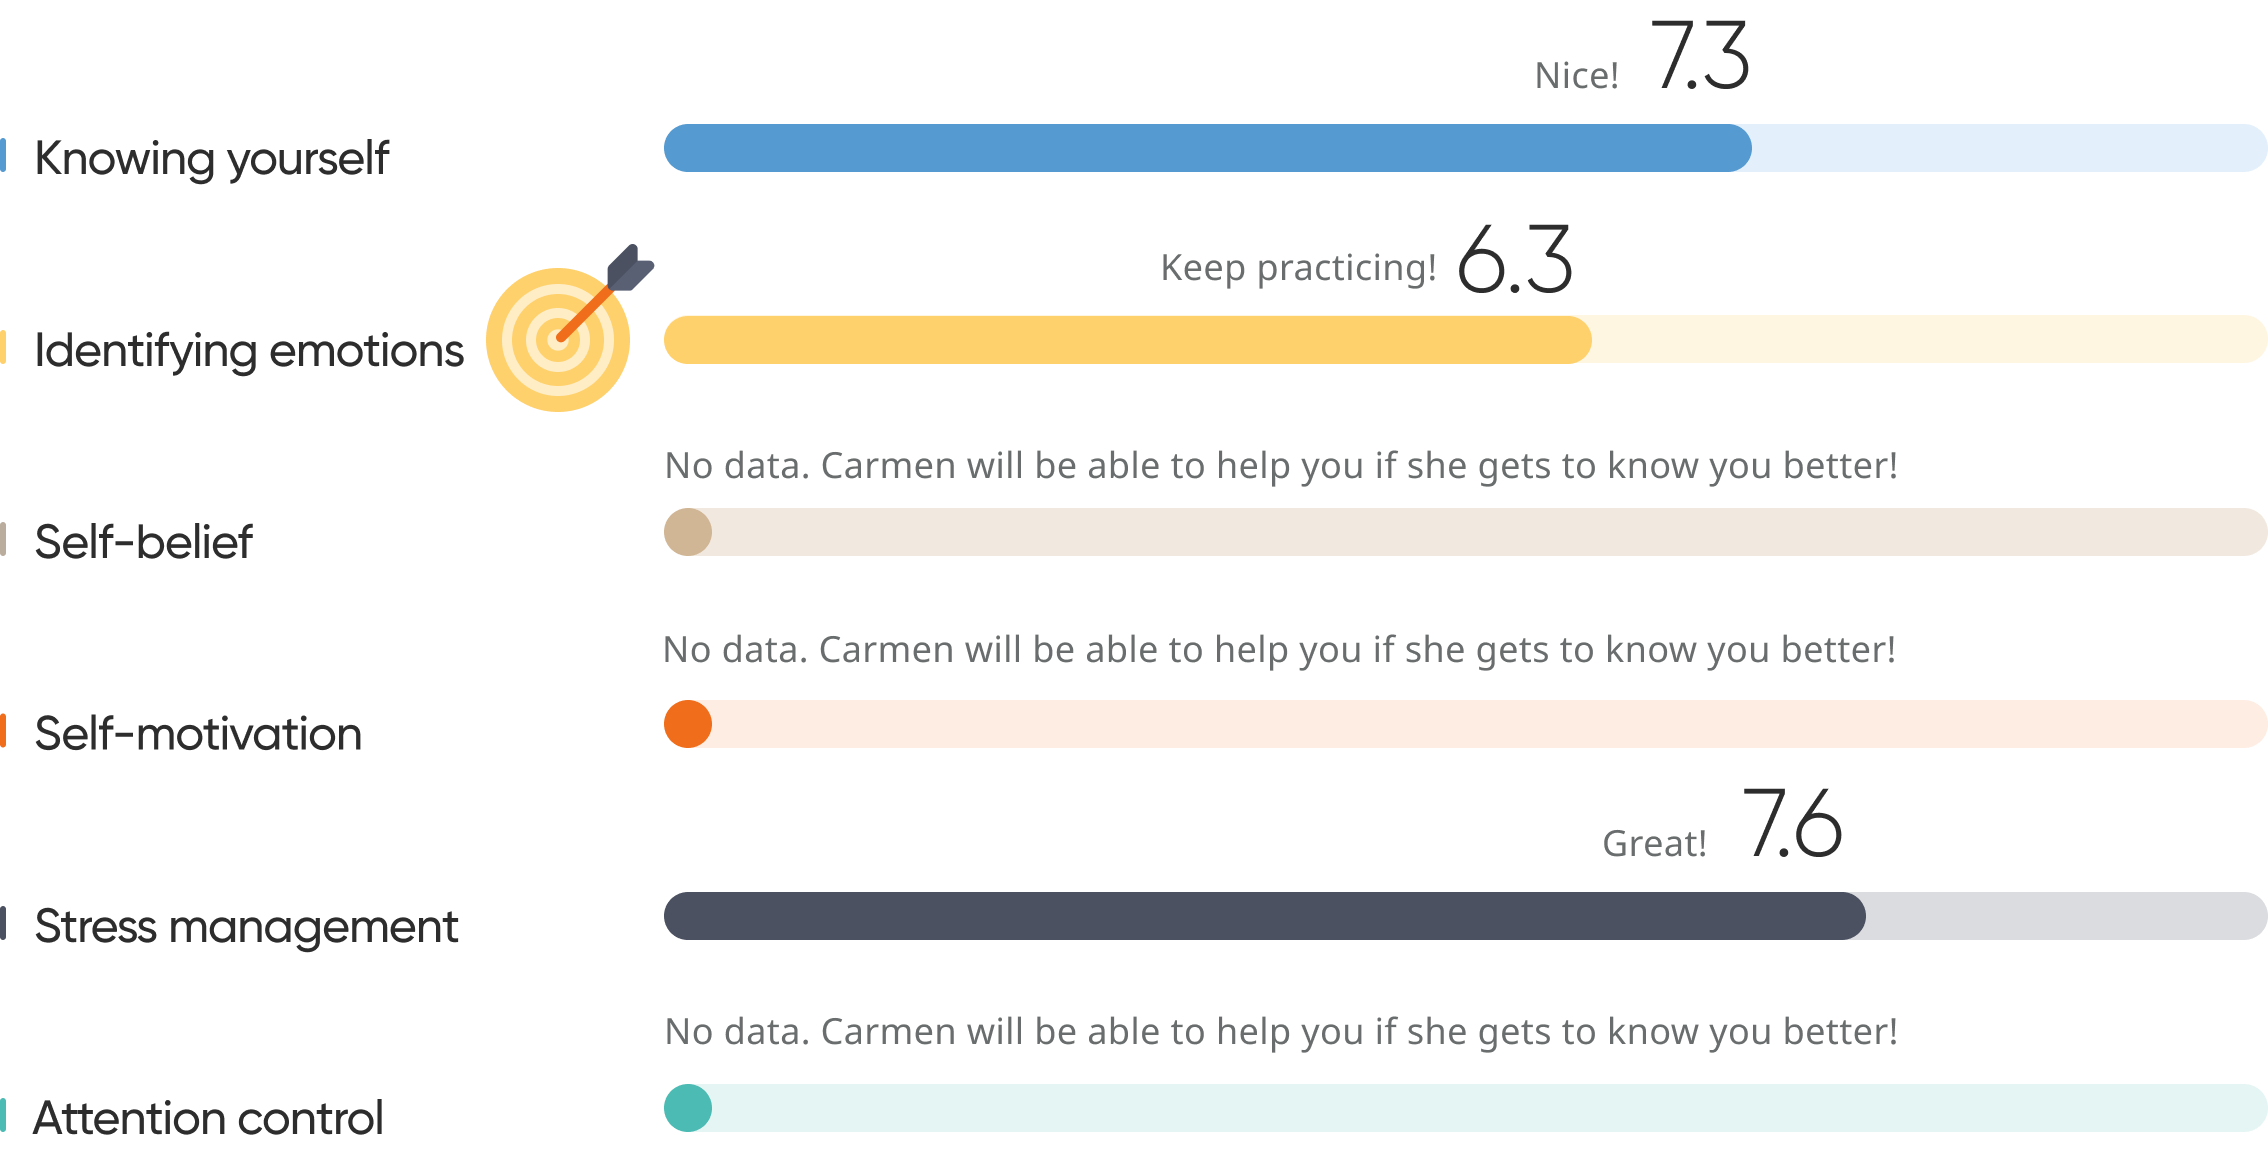 Nice! 7.3
Knowing yourself
Keep practicing! 6.3
Identifying emotions
No data. Carmen will be able to help you if she gets to know you better!
Self-belief
No data. Carmen will be able to help you if she gets to know you better!
Self-motivation
Great! 7.6
Stress management
No data. Carmen will be able to help you if she gets to know you better!
Attention control